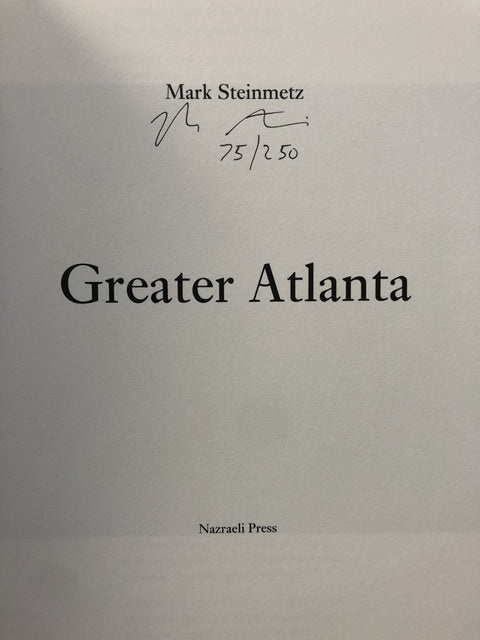 Mark Steinmetz
75/250
Greater Atlanta
Nazraeli Press